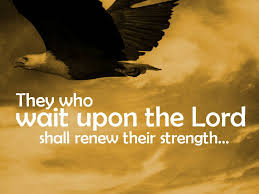 They who
wait upon the Lord
shall renew their strength...